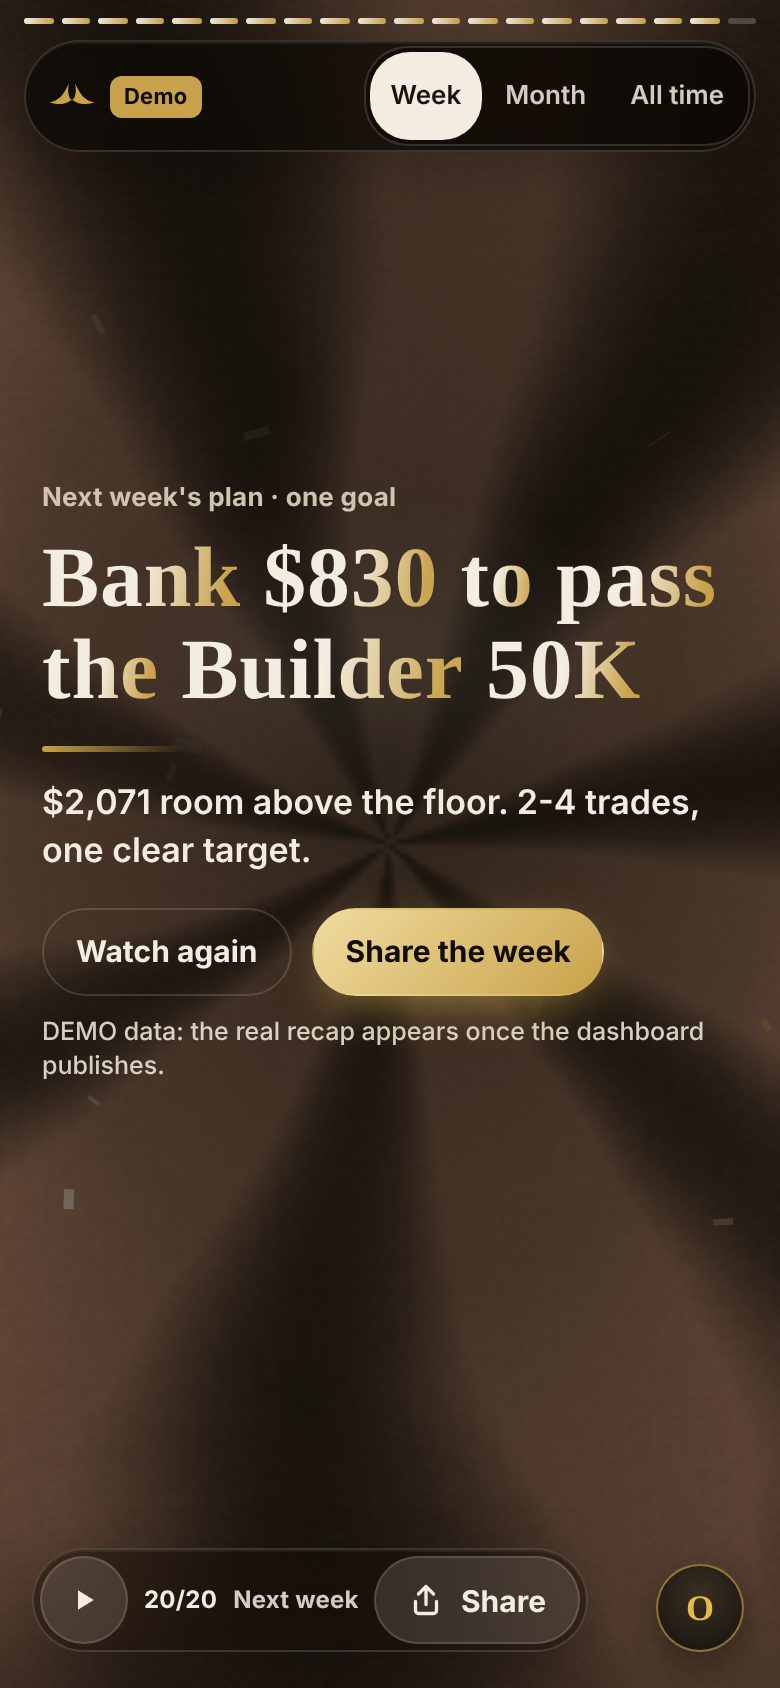 Demo
Week Month All time
Next week's plan · one goal
Bank $830 to pass
the Builder 50K
$2,071 room above the floor. 2-4 trades,
one clear target.
Watch again Share the week
DEMO data: the real recap appears once the dashboard
publishes.
20/20 Next week Share
O